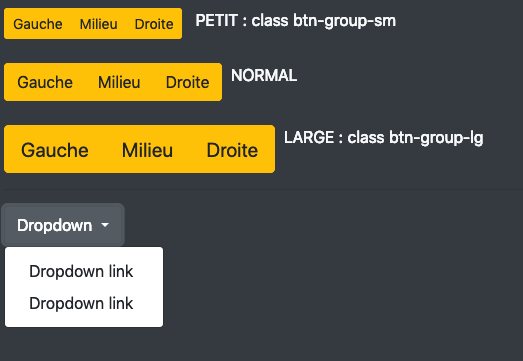 Gauche Milieu Droite PETIT : class btn-group-sm
Gauche Milieu Droite NORMAL
Gauche Milieu Droite LARGE : class btn-group-lg
Dropdown
Dropdown link
Dropdown link